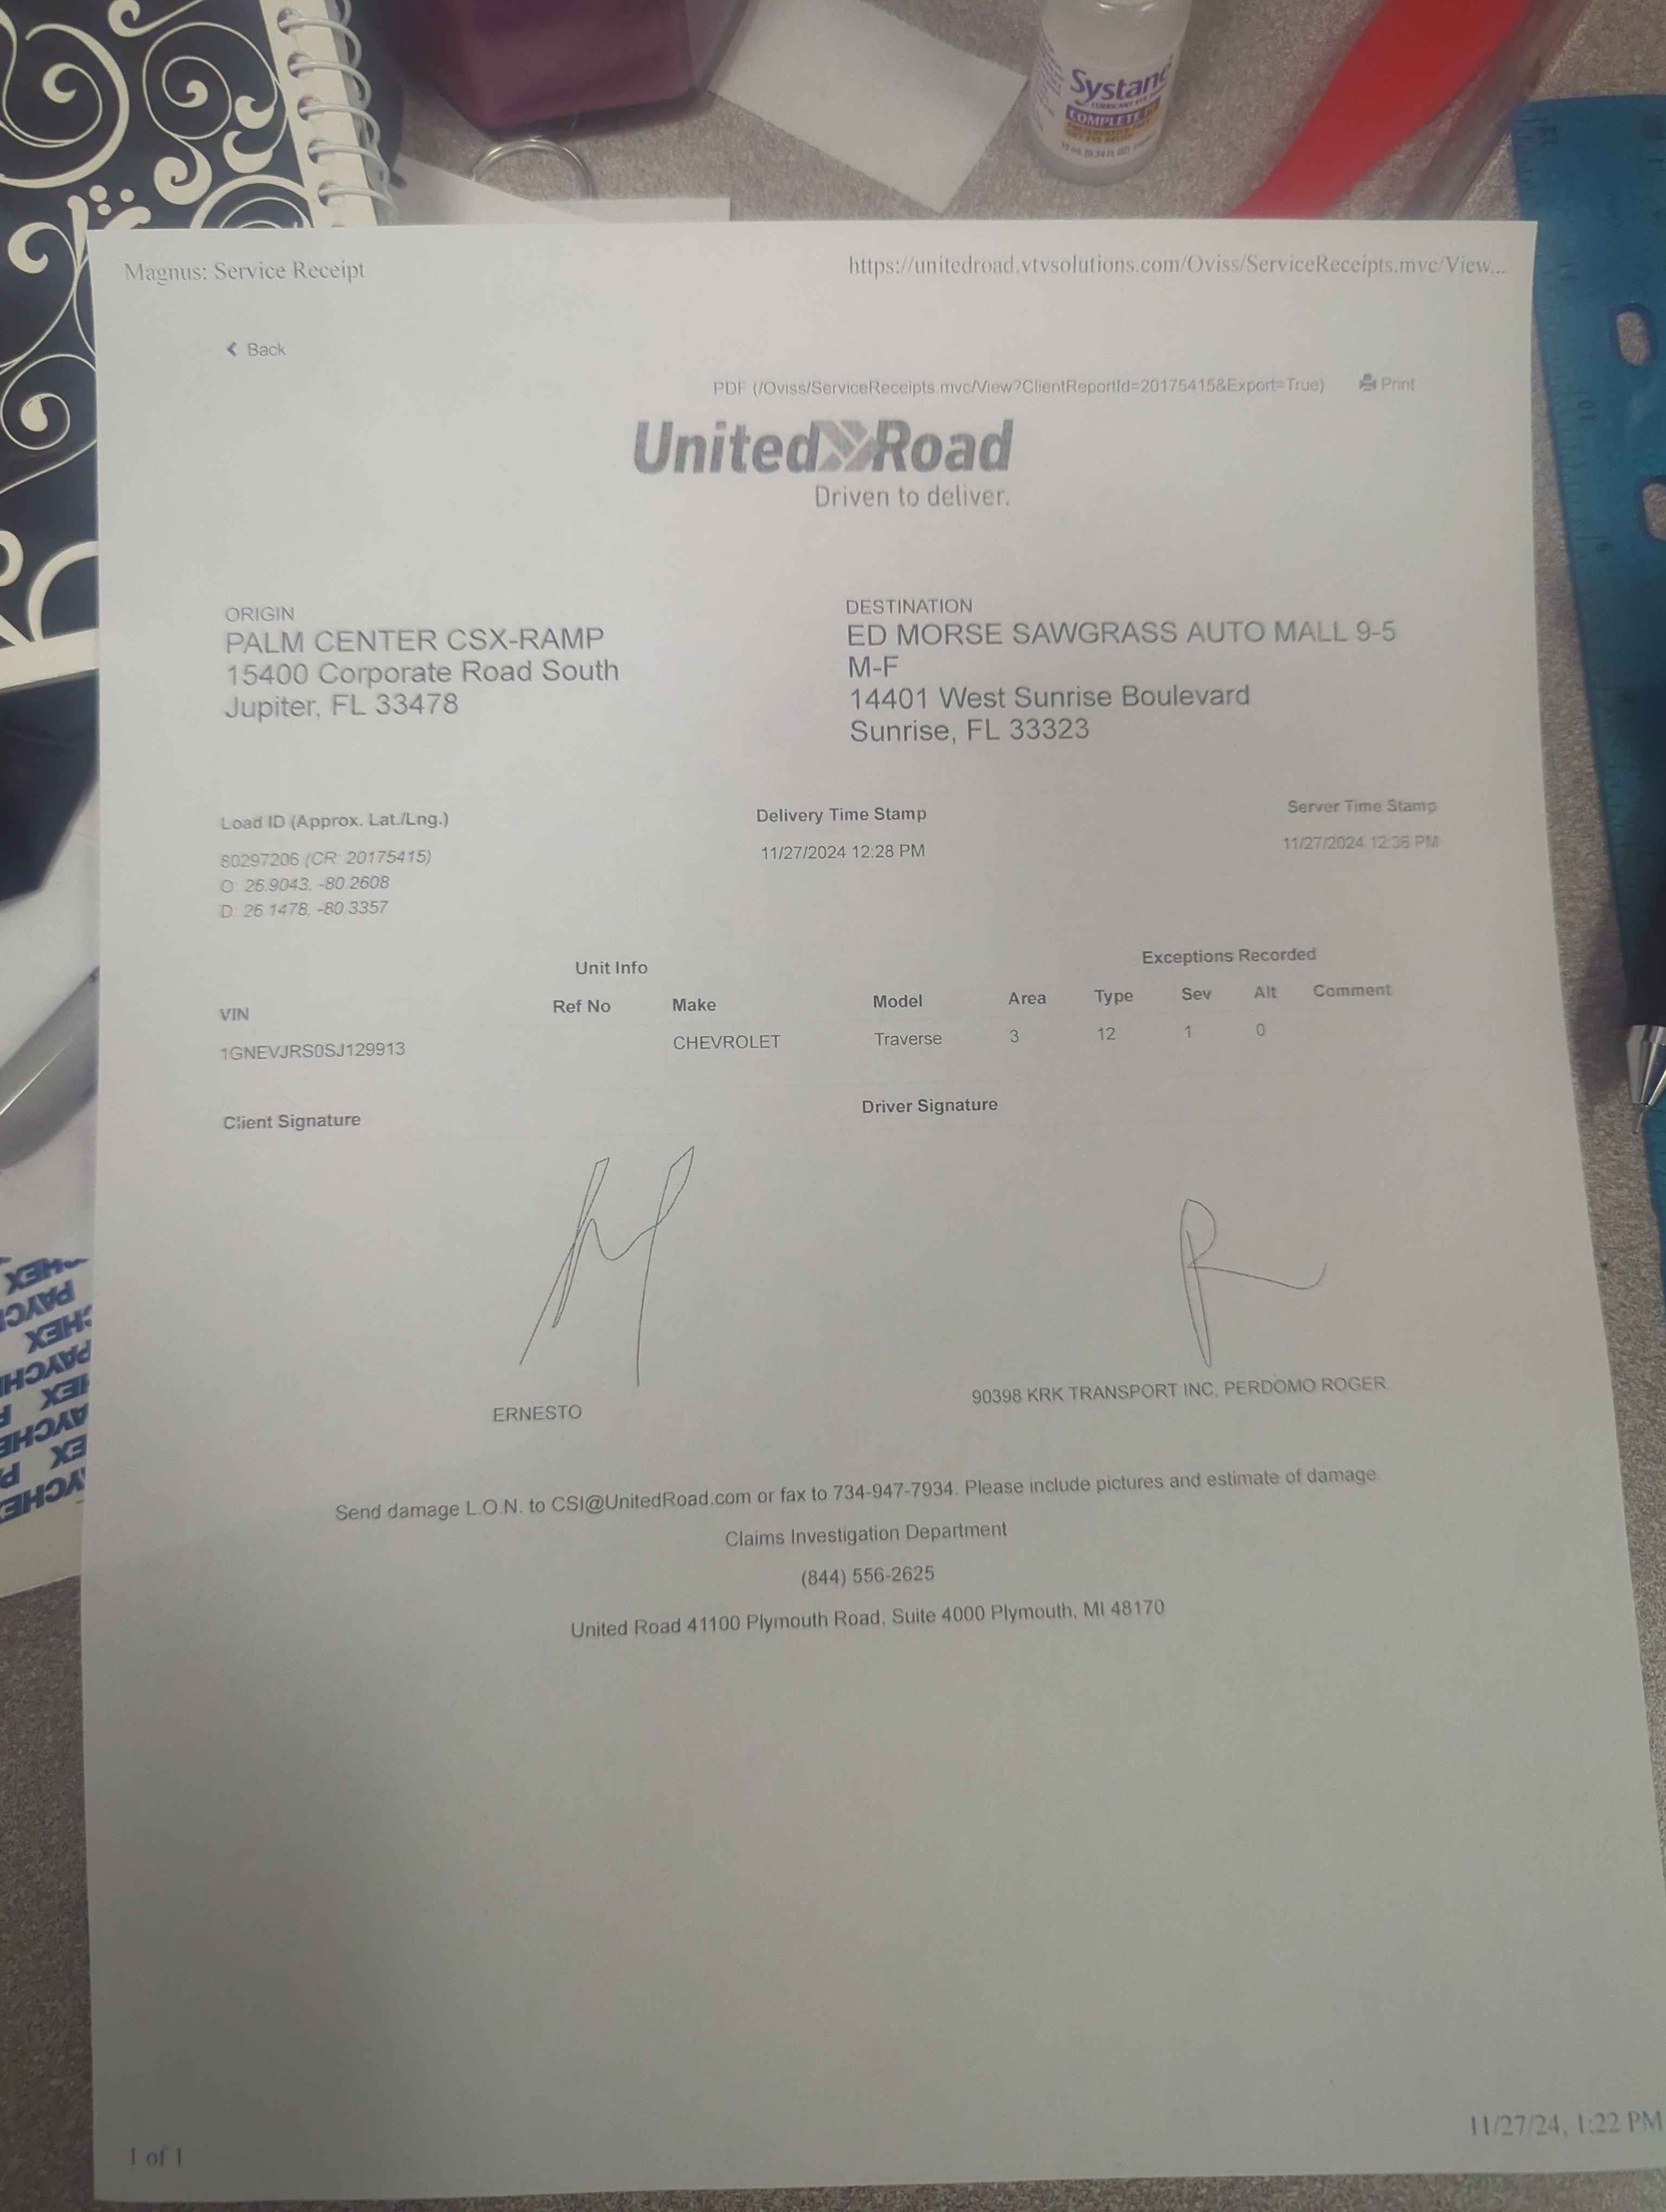 Systane
LUBRICANT EYE
COMPLETE
Magnus: Service Receipt
https://unitedroad.vtvsolutions.com/Oviss/ServiceReceipts.mvc/View...
Back
PDF (/Oviss/ServiceReceipts.mvc/View?ClientReportId=20175415&Export=True)
Print
United Road
Driven to deliver.
ORIGIN
PALM CENTER CSX-RAMP
15400 Corporate Road South
Jupiter, FL 33478
DESTINATION
ED MORSE SAWGRASS AUTO MALL 9-5
M-F
14401 West Sunrise Boulevard
Sunrise, FL 33323
Load ID (Approx. Lat./Lng.)
80297206 (CR: 20175415)
O: 26.9043, -80.2608
D: 26.1478, -80.3357
Delivery Time Stamp
11/27/2024 12:28 PM
Server Time Stamp
11/27/2024 12:36 PM
Unit Info Exceptions Recorded
VIN Ref No Make Model Area Type Sev Alt Comment
1GNEVJRS0SJ129913 CHEVROLET Traverse 3 12 1 0
Client Signature Driver Signature
ERNESTO
90398 KRK TRANSPORT INC, PERDOMO ROGER
Send damage L.O.N. to CSI@UnitedRoad.com or fax to 734-947-7934. Please include pictures and estimate of damage
Claims Investigation Department
(844) 556-2625
United Road 41100 Plymouth Road, Suite 4000 Plymouth, MI 48170
1 of 1
11/27/24, 1:22 PM
PAYCHEX